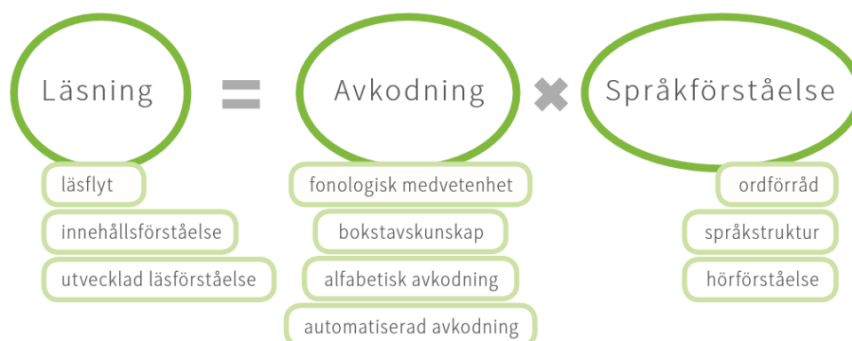 Läsning = Avkodning × Språkförståelse
läsflyt
innehållsförståelse
utvecklad läsförståelse
fonologisk medvetenhet
bokstavskunskap
alfabetisk avkodning
automatiserad avkodning
ordförråd
språkstruktur
hörförståelse